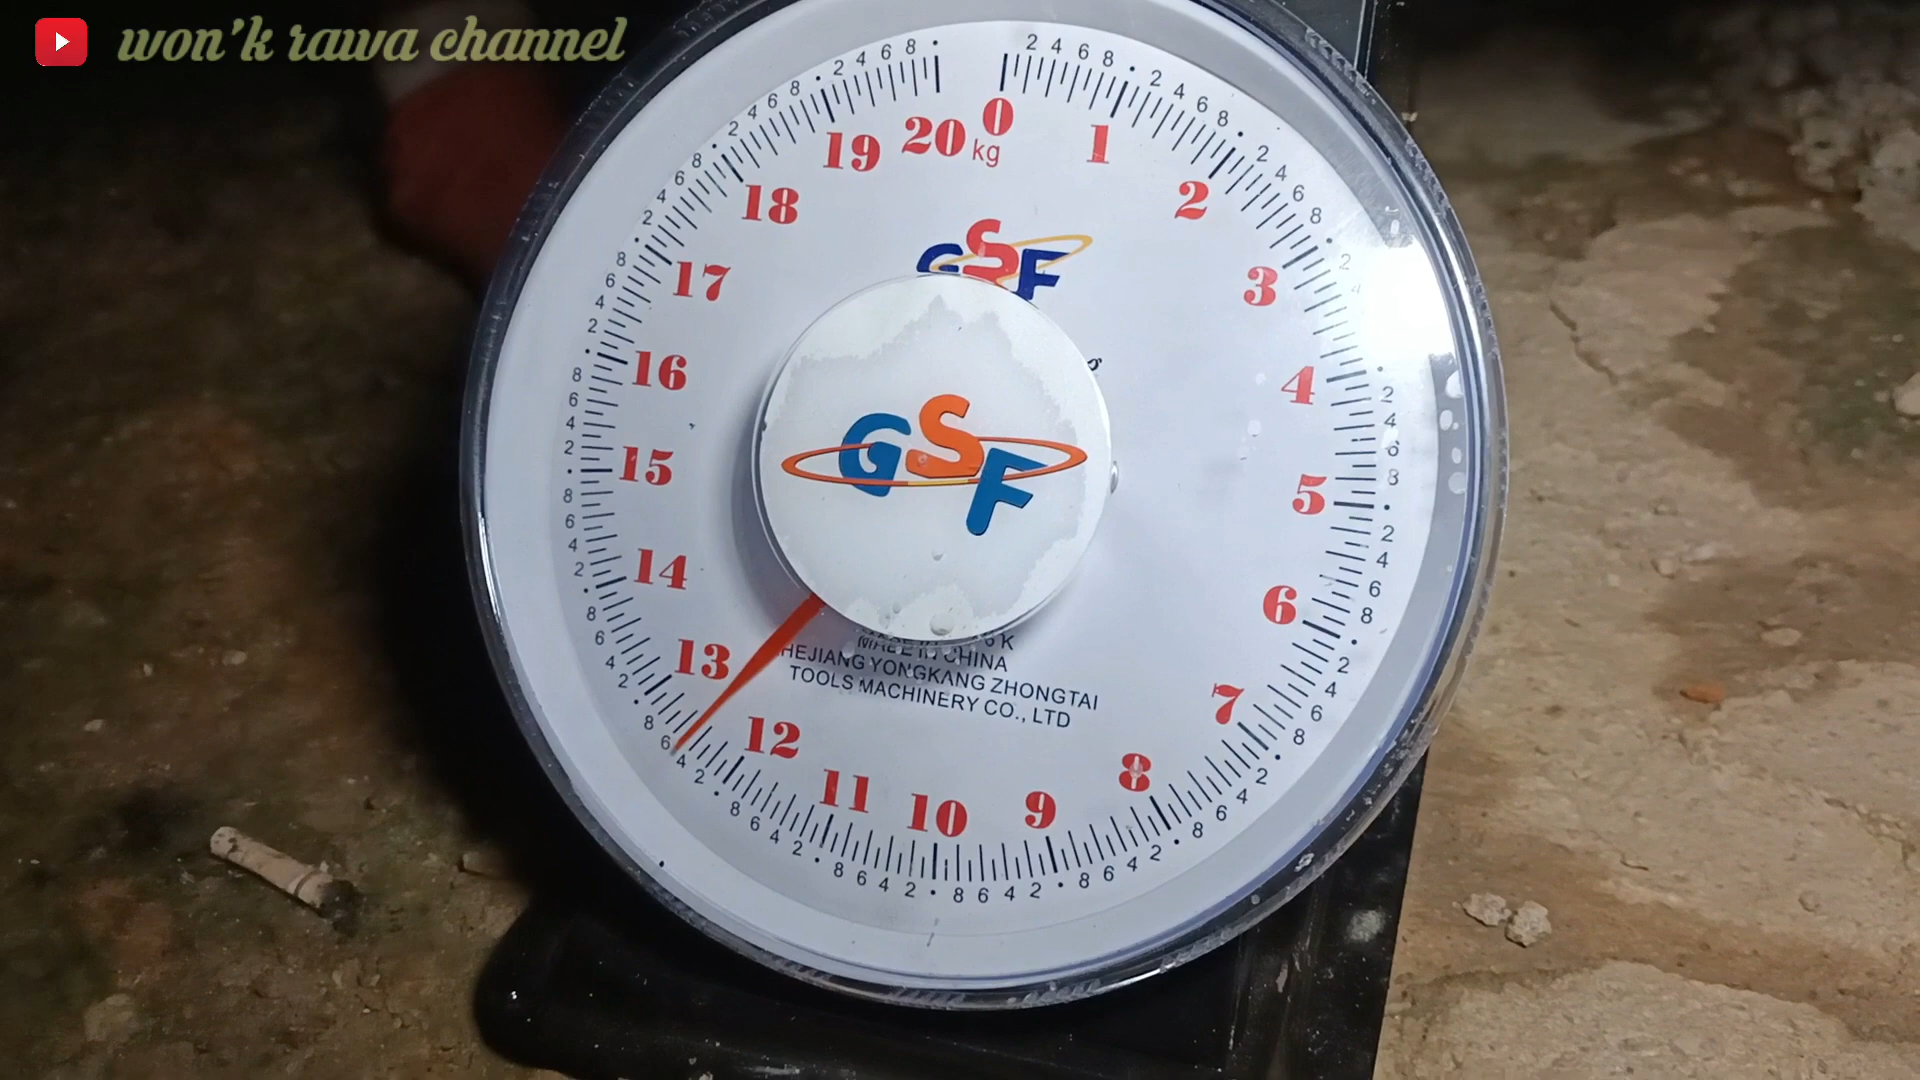 won'k rawa channel
0
1
2
3
4
5
6
7
8
9
10
11
12
13
14
15
16
17
18
19
20 kg
GSF
GSF
MADE IN CHINA
HEJIANG YONGKANG ZHONGTAI
TOOLS MACHINERY CO., LTD